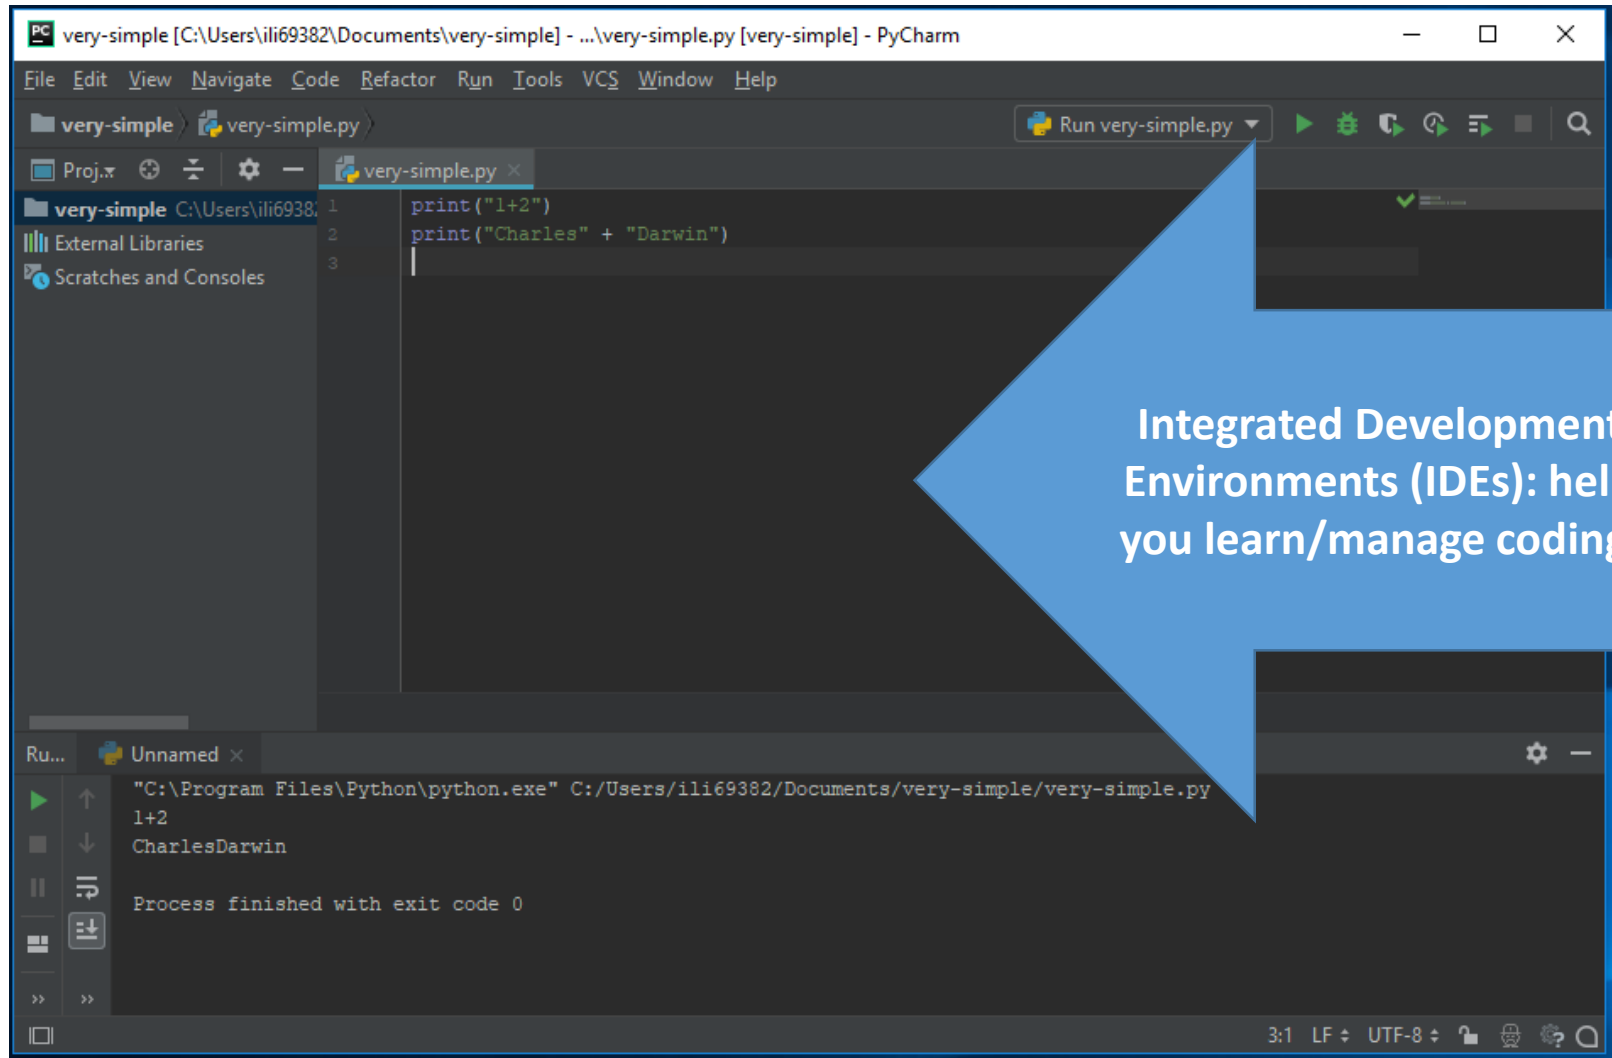 very-simple [C:\Users\ili69382\Documents\very-simple] - ...\very-simple.py [very-simple] - PyCharm
File Edit View Navigate Code Refactor Run Tools VCS Window Help
very-simple very-simple.py Run very-simple.py
Proj... very-simple.py
very-simple C:\Users\ili69382
External Libraries
Scratches and Consoles
1 print("1+2")
2 print("Charles" + "Darwin")
3
Integrated Development
Environments (IDEs): hel
you learn/manage coding
Ru... Unnamed
"C:\Program Files\Python\python.exe" C:/Users/ili69382/Documents/very-simple/very-simple.py
1+2
CharlesDarwin
Process finished with exit code 0
3:1 LF UTF-8